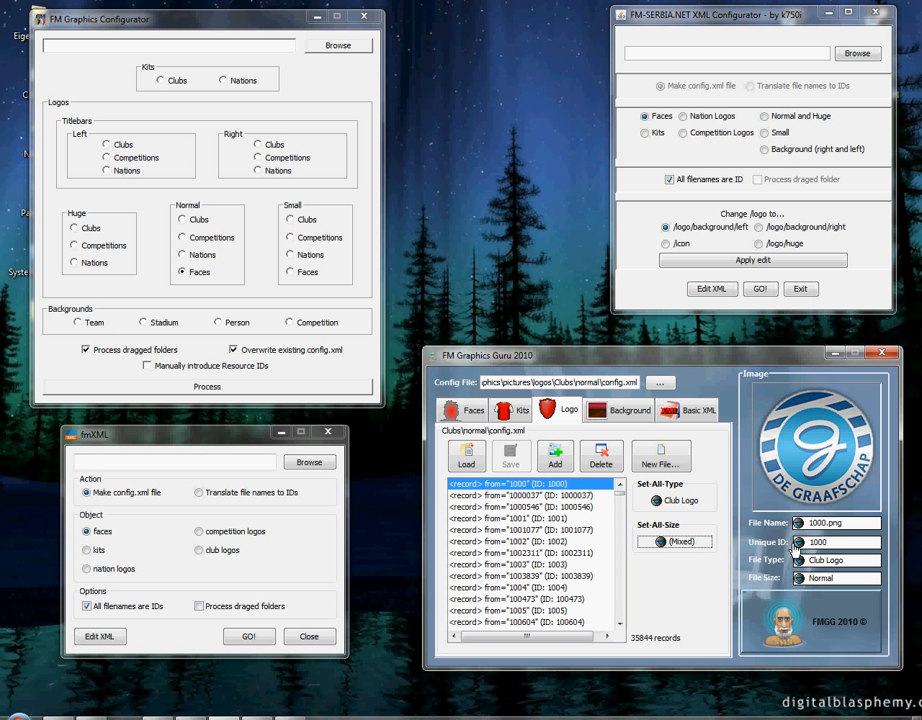 FM Graphics Configurator
Browse
Kits
Clubs Nations
Logos
Titlebars
Left
Clubs
Competitions
Nations
Right
Clubs
Competitions
Nations
Huge
Clubs
Competitions
Nations
Normal
Clubs
Competitions
Nations
Faces
Small
Clubs
Competitions
Nations
Faces
Backgrounds
Team Stadium Person Competition
Process dragged folders Overwrite existing config.xml
Manually introduce Resource IDs
Process
FM-SERBIA.NET XML Configurator - by k750i
Browse
Make config.xml file Translate file names to IDs
Faces Nation Logos Normal and Huge
Kits Competition Logos Small
Background (right and left)
All filenames are ID Process draged folder
Change /logo to...
/logo/background/left /logo/background/right
/icon /logo/huge
Apply edit
Edit XML GO! Exit
fmXML
Browse
Action
Make config.xml file Translate file names to IDs
Object
faces competition logos
kits club logos
nation logos
Options
All filenames are IDs Process draged folders
Edit XML GO! Close
FM Graphics Guru 2010
Config File: phics\pictures\logos\Clubs\normal\config.xml ...
Faces Kits Logo Background Basic XML
Clubs\normal\config.xml
Load Save Add Delete New File...
<record> from="1000" (ID: 1000)
<record> from="1000037" (ID: 1000037)
<record> from="1000546" (ID: 1000546)
<record> from="1001" (ID: 1001)
<record> from="1001077" (ID: 1001077)
<record> from="1002" (ID: 1002)
<record> from="1002311" (ID: 1002311)
<record> from="1003" (ID: 1003)
<record> from="1003839" (ID: 1003839)
<record> from="1004" (ID: 1004)
<record> from="100473" (ID: 100473)
<record> from="1005" (ID: 1005)
<record> from="100604" (ID: 100604)
Set-All-Type
Club Logo
Set-All-Size
(Mixed)
35844 records
Image
DE GRAAFSCHAP
File Name: 1000.png
Unique ID: 1000
File Type: Club Logo
File Size: Normal
FMGG 2010 ©
digitalblasphemy.c